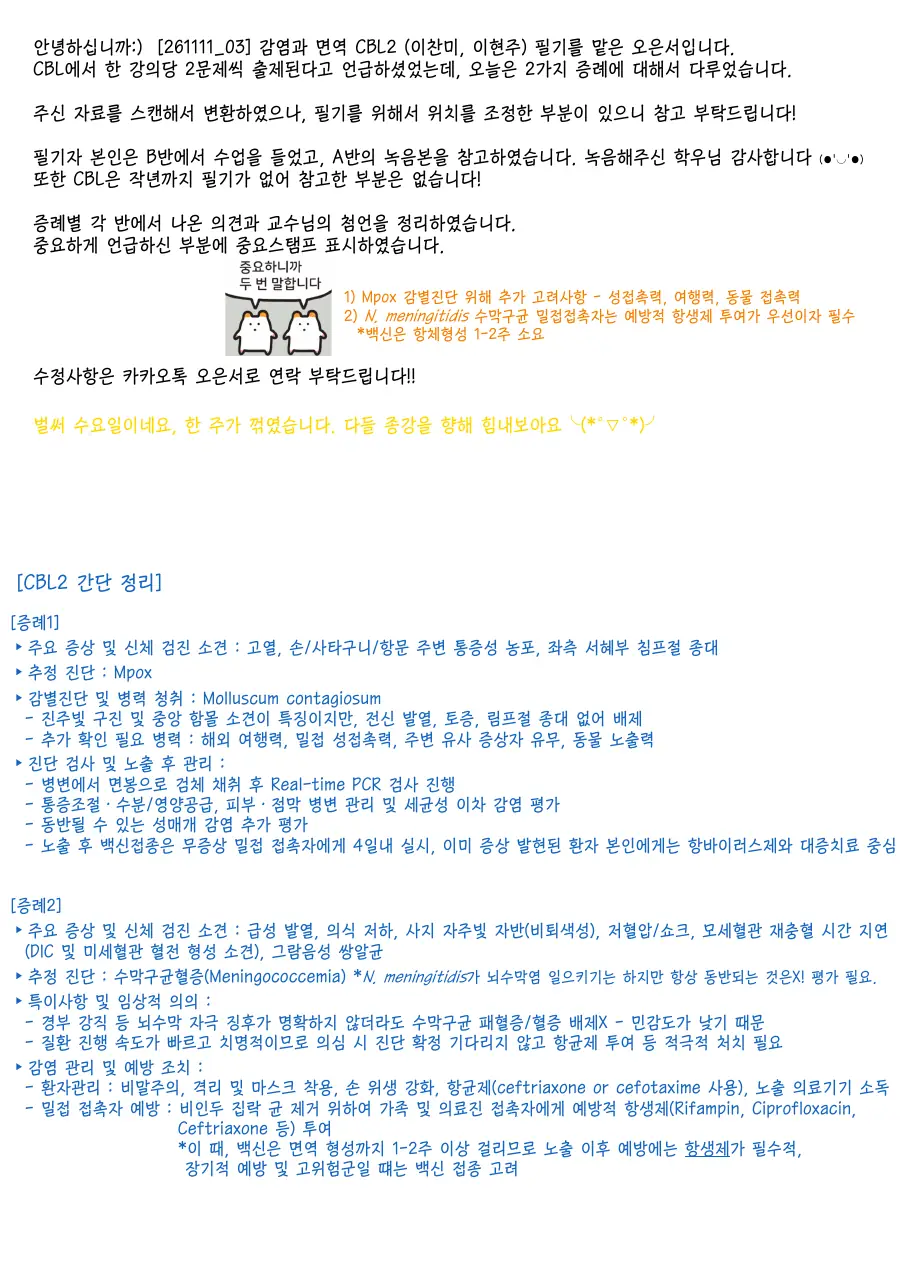 안녕하십니까:) [261111_03] 감염과 면역 CBL2 (이찬미, 이현주) 필기를 맡은 오은서입니다.
CBL에서 한 강의당 2문제씩 출제된다고 언급하셨었는데, 오늘은 2가지 증례에 대해서 다루었습니다.
주신 자료를 스캔해서 변환하였으나, 필기를 위해서 위치를 조정한 부분이 있으니 참고 부탁드립니다!
필기자 본인은 B반에서 수업을 들었고, A반의 녹음본을 참고하였습니다. 녹음해주신 학우님 감사합니다 (●'◡'●)
또한 CBL은 작년까지 필기가 없어 참고한 부분은 없습니다!
증례별 각 반에서 나온 의견과 교수님의 첨언을 정리하였습니다.
중요하게 언급하신 부분에 중요스탬프 표시하였습니다.
중요하니까
두 번 말합니다
1) Mpox 감별진단 위해 추가 고려사항 - 성접촉력, 여행력, 동물 접촉력
2) N. meningitidis 수막구균 밀접접촉자는 예방적 항생제 투여가 우선이자 필수
*백신은 항체형성 1-2주 소요
수정사항은 카카오톡 오은서로 연락 부탁드립니다!!
벌써 수요일이네요, 한 주가 꺾였습니다. 다들 종강을 향해 힘내보아요 ╰(*°▽°*)╯
[CBL2 간단 정리]
[증례1]
▶ 주요 증상 및 신체 검진 소견 : 고열, 손/사타구니/항문 주변 통증성 농포, 좌측 서혜부 침프절 종대
▶ 추정 진단 : Mpox
▶ 감별진단 및 병력 청취 : Molluscum contagiosum
- 진주빛 구진 및 중앙 함몰 소견이 특징이지만, 전신 발열, 토증, 림프절 종대 없어 배제
- 추가 확인 필요 병력 : 해외 여행력, 밀접 성접촉력, 주변 유사 증상자 유무, 동물 노출력
▶ 진단 검사 및 노출 후 관리 :
- 병변에서 면봉으로 검체 채취 후 Real-time PCR 검사 진행
- 통증조절·수분/영양공급, 피부·점막 병변 관리 및 세균성 이차 감염 평가
- 동반될 수 있는 성매개 감염 추가 평가
- 노출 후 백신접종은 무증상 밀접 접촉자에게 4일내 실시, 이미 증상 발현된 환자 본인에게는 항바이러스제와 대증치료 중심
[증례2]
▶ 주요 증상 및 신체 검진 소견 : 급성 발열, 의식 저하, 사지 자주빛 자반(비퇴색성), 저혈압/쇼크, 모세혈관 재충혈 시간 지연
(DIC 및 미세혈관 혈전 형성 소견), 그람음성 쌍알균
▶ 추정 진단 : 수막구균혈증(Meningococcemia) *N. meningitidis가 뇌수막염 일으키기는 하지만 항상 동반되는 것은X! 평가 필요.
▶ 특이사항 및 임상적 의의 :
- 경부 강직 등 뇌수막 자극 징후가 명확하지 않더라도 수막구균 패혈증/혈증 배제X - 민감도가 낮기 때문
- 질환 진행 속도가 빠르고 치명적이므로 의심 시 진단 확정 기다리지 않고 항균제 투여 등 적극적 처치 필요
▶ 감염 관리 및 예방 조치 :
- 환자관리 : 비말주의, 격리 및 마스크 착용, 손 위생 강화, 항균제(ceftriaxone or cefotaxime 사용), 노출 의료기기 소독
- 밀접 접촉자 예방 : 비인두 집락 균 제거 위하여 가족 및 의료진 접촉자에게 예방적 항생제(Rifampin, Ciprofloxacin,
Ceftriaxone 등) 투여
*이 때, 백신은 면역 형성까지 1-2주 이상 걸리므로 노출 이후 예방에는 항생제가 필수적,
장기적 예방 및 고위험군일 떄는 백신 접종 고려